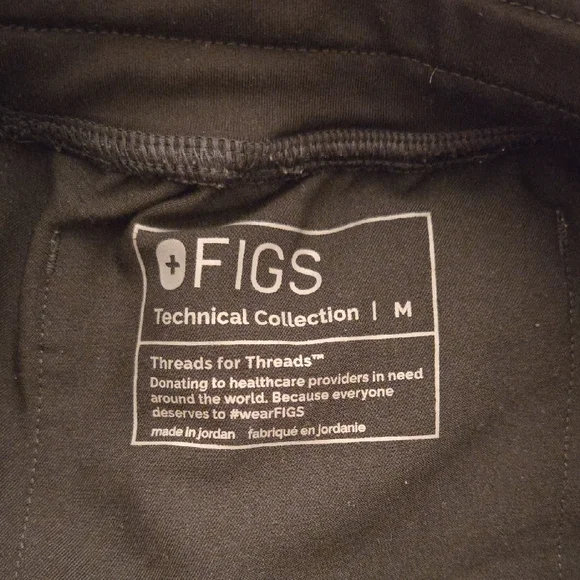 FIGS
Technical Collection | M
Threads for Threads™
Donating to healthcare providers in need
around the world. Because everyone
deserves to #wearFIGS
made in jordan fabriqué en jordanie